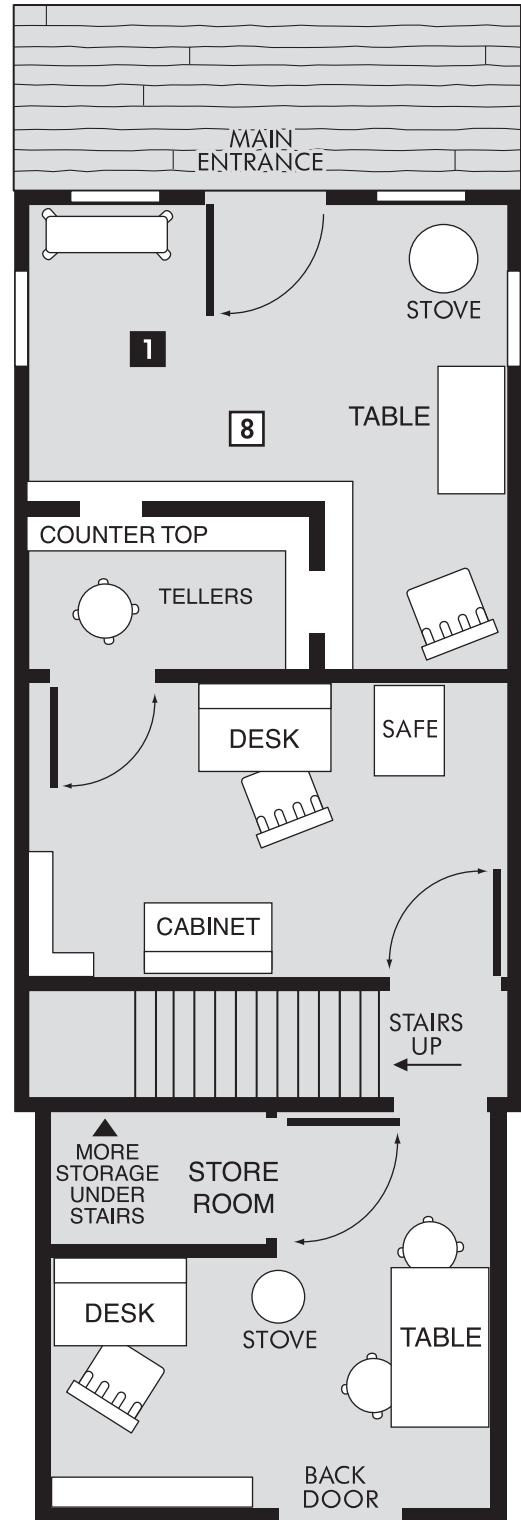 MAIN
ENTRANCE
STOVE
1
TABLE
8
COUNTER TOP
TELLERS
DESK
SAFE
CABINET
STAIRS
UP
MORE
STORAGE
UNDER
STAIRS
STORE
ROOM
DESK
STOVE
TABLE
BACK
DOOR